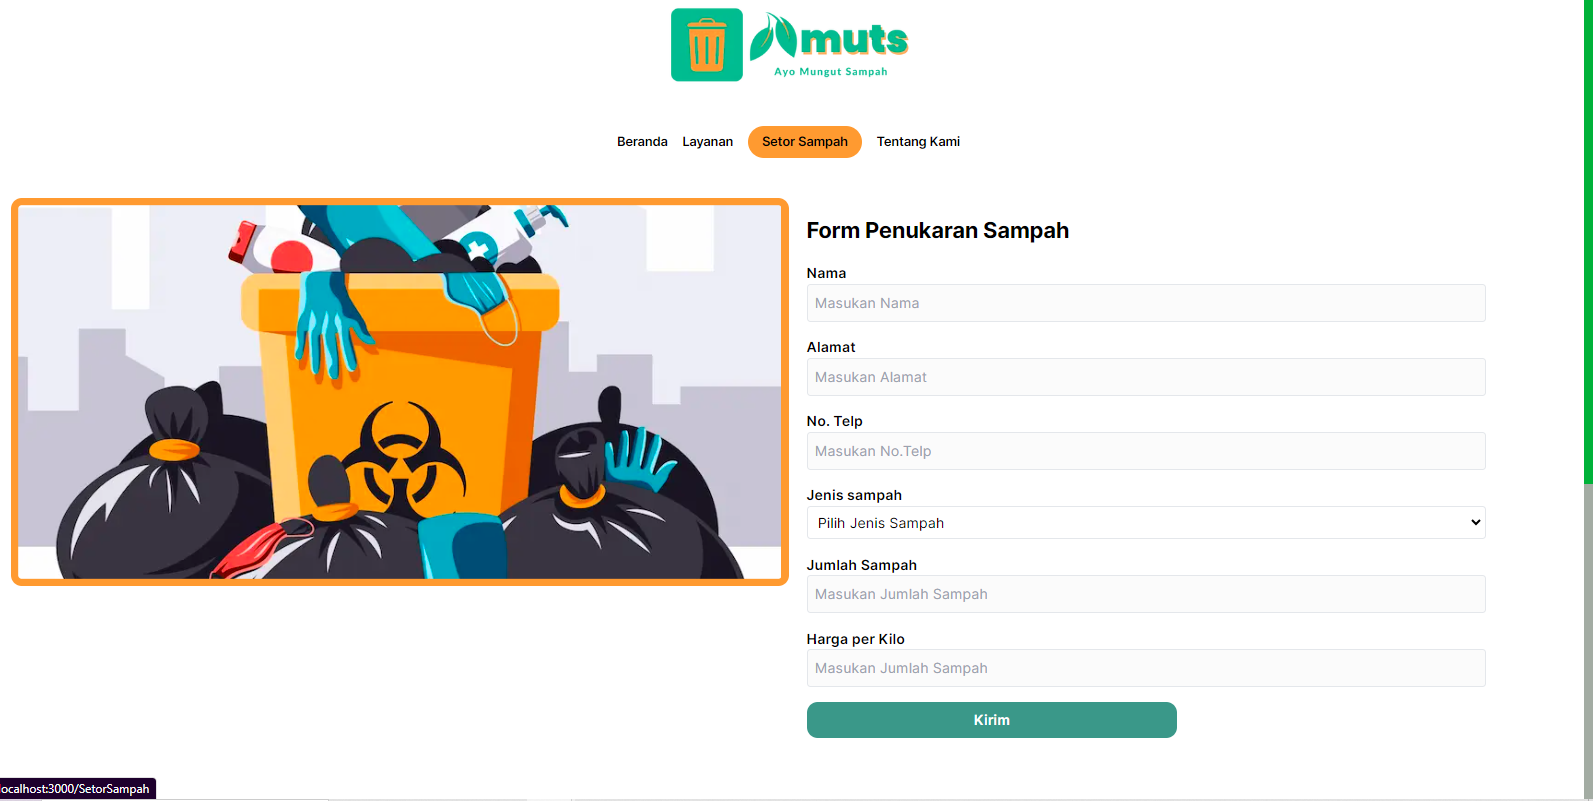 muts
Ayo Mungut Sampah
Beranda Layanan Setor Sampah Tentang Kami
Form Penukaran Sampah
Nama
Masukan Nama
Alamat
Masukan Alamat
No. Telp
Masukan No.Telp
Jenis sampah
Pilih Jenis Sampah
Jumlah Sampah
Masukan Jumlah Sampah
Harga per Kilo
Masukan Jumlah Sampah
Kirim
ocalhost:3000/SetorSampah